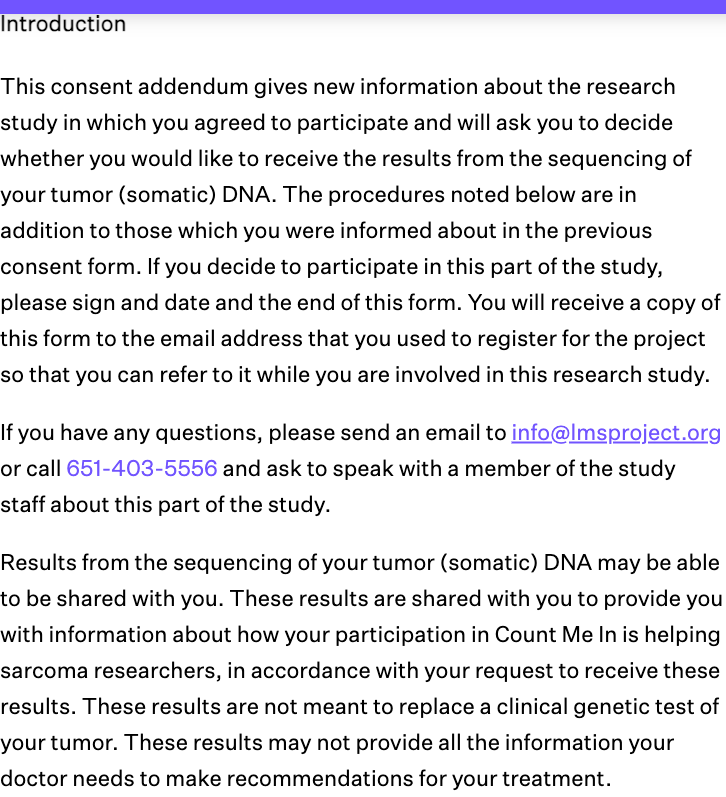 Introduction
This consent addendum gives new information about the research
study in which you agreed to participate and will ask you to decide
whether you would like to receive the results from the sequencing of
your tumor (somatic) DNA. The procedures noted below are in
addition to those which you were informed about in the previous
consent form. If you decide to participate in this part of the study,
please sign and date and the end of this form. You will receive a copy of
this form to the email address that you used to register for the project
so that you can refer to it while you are involved in this research study.
If you have any questions, please send an email to info@lmsproject.org
or call 651-403-5556 and ask to speak with a member of the study
staff about this part of the study.
Results from the sequencing of your tumor (somatic) DNA may be able
to be shared with you. These results are shared with you to provide you
with information about how your participation in Count Me In is helping
sarcoma researchers, in accordance with your request to receive these
results. These results are not meant to replace a clinical genetic test of
your tumor. These results may not provide all the information your
doctor needs to make recommendations for your treatment.